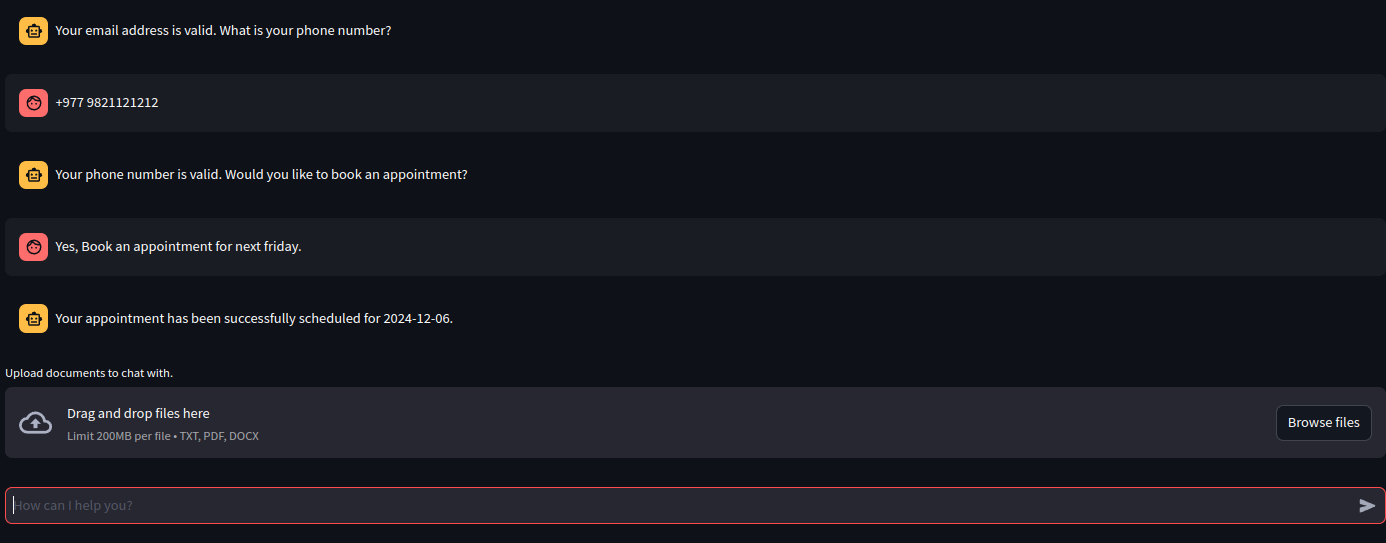 Your email address is valid. What is your phone number?
+977 9821121212
Your phone number is valid. Would you like to book an appointment?
Yes, Book an appointment for next friday.
Your appointment has been successfully scheduled for 2024-12-06.
Upload documents to chat with.
Drag and drop files here
Limit 200MB per file • TXT, PDF, DOCX
Browse files
How can I help you?